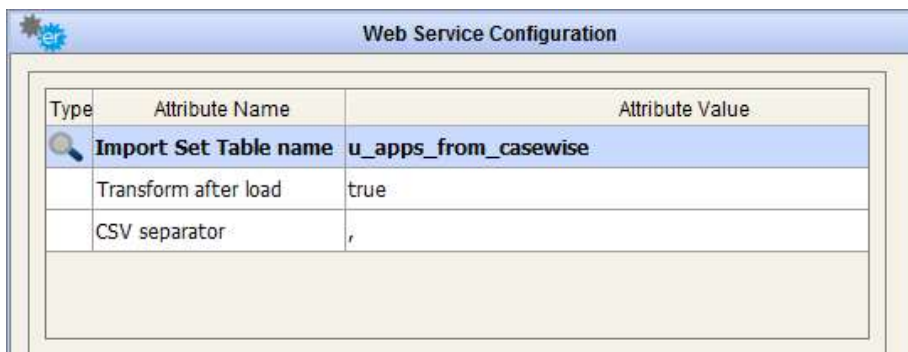 er
Web Service Configuration
Type Attribute Name Attribute Value
Import Set Table name u_apps_from_casewise
Transform after load true
CSV separator ,